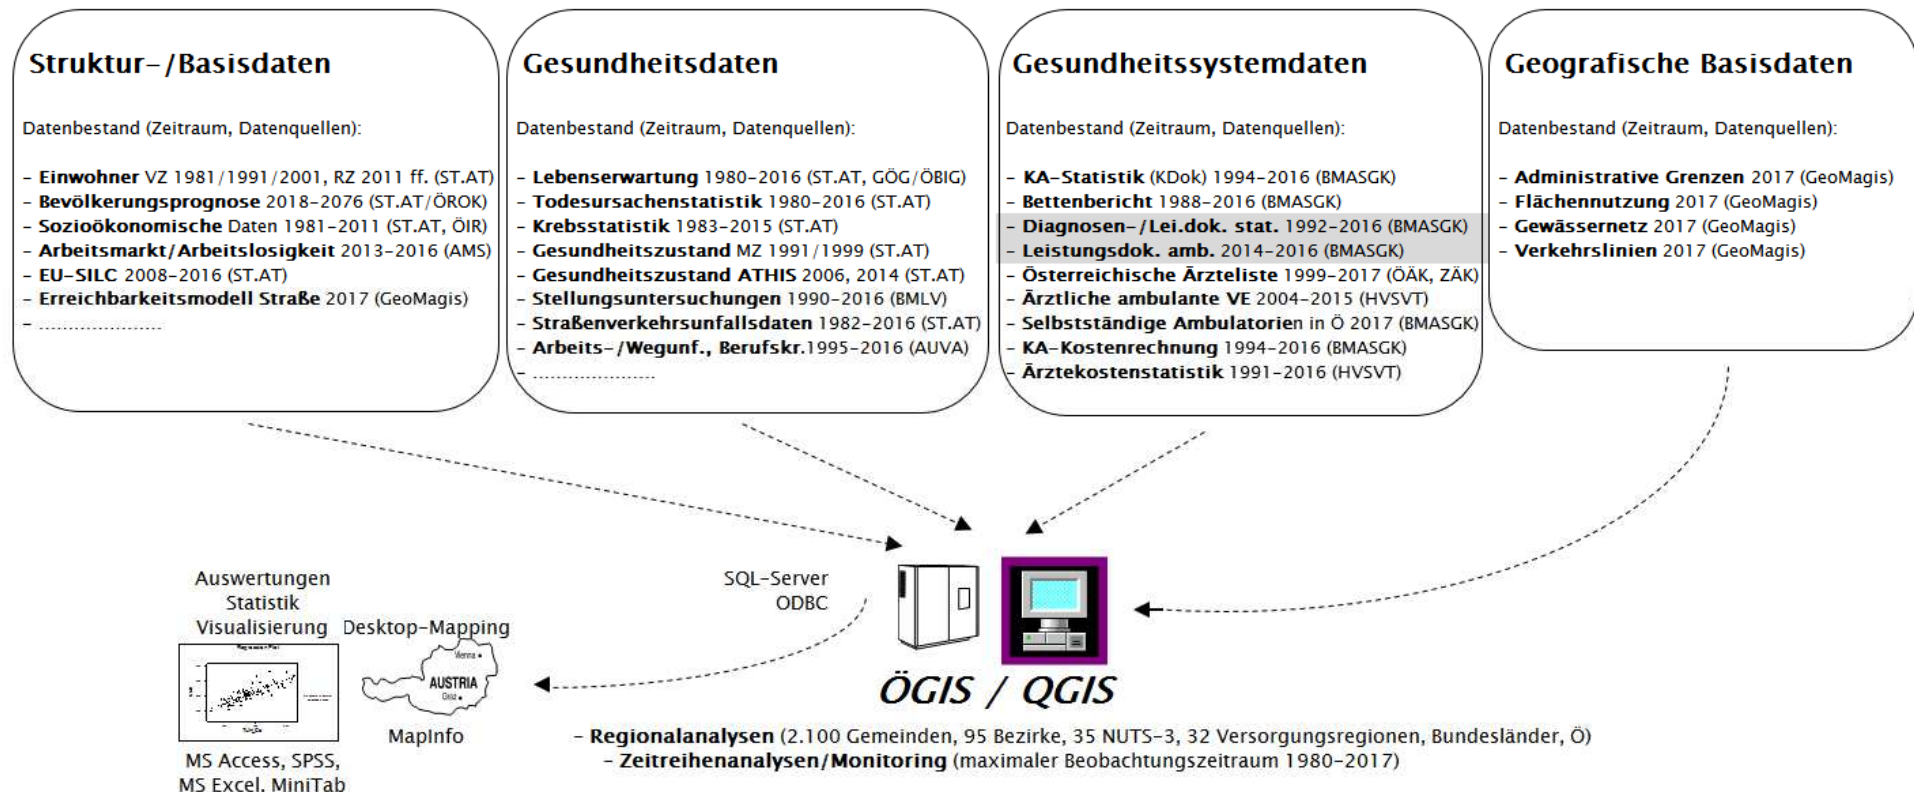 Struktur-/Basisdaten
Datenbestand (Zeitraum, Datenquellen):
- Einwohner VZ 1981/1991/2001, RZ 2011 ff. (ST.AT)
- Bevölkerungsprognose 2018-2076 (ST.AT/ÖROK)
- Sozioökonomische Daten 1981-2011 (ST.AT, ÖIR)
- Arbeitsmarkt/Arbeitslosigkeit 2013-2016 (AMS)
- EU-SILC 2008-2016 (ST.AT)
- Erreichbarkeitsmodell Straße 2017 (GeoMagis)
- .....................
Gesundheitsdaten
Datenbestand (Zeitraum, Datenquellen):
- Lebenserwartung 1980-2016 (ST.AT, GÖG/ÖBIG)
- Todesursachenstatistik 1980-2016 (ST.AT)
- Krebsstatistik 1983-2015 (ST.AT)
- Gesundheitszustand MZ 1991/1999 (ST.AT)
- Gesundheitszustand ATHIS 2006, 2014 (ST.AT)
- Stellungsuntersuchungen 1990-2016 (BMLV)
- Straßenverkehrsunfallsdaten 1982-2016 (ST.AT)
- Arbeits-/Wegunf., Berufskr.1995-2016 (AUVA)
- .....................
Gesundheitssystemdaten
Datenbestand (Zeitraum, Datenquellen):
- KA-Statistik (KDok) 1994-2016 (BMASGK)
- Bettenbericht 1988-2016 (BMASGK)
- Diagnosen-/Lei.dok. stat. 1992-2016 (BMASGK)
- Leistungsdok. amb. 2014-2016 (BMASGK)
- Österreichische Ärzteliste 1999-2017 (ÖÄK, ZÄK)
- Ärztliche ambulante VE 2004-2015 (HVSVT)
- Selbstständige Ambulatorien in Ö 2017 (BMASGK)
- KA-Kostenrechnung 1994-2016 (BMASGK)
- Ärztekostenstatistik 1991-2016 (HVSVT)
Geografische Basisdaten
Datenbestand (Zeitraum, Datenquellen):
- Administrative Grenzen 2017 (GeoMagis)
- Flächennutzung 2017 (GeoMagis)
- Gewässernetz 2017 (GeoMagis)
- Verkehrslinien 2017 (GeoMagis)
Auswertungen
Statistik
Visualisierung
Regression Plot
MS Access, SPSS,
MS Excel, MiniTab
Desktop-Mapping
Vienna
AUSTRIA
Graz
MapInfo
SQL-Server
ODBC
ÖGIS / QGIS
- Regionalanalysen (2.100 Gemeinden, 95 Bezirke, 35 NUTS-3, 32 Versorgungsregionen, Bundesländer, Ö)
- Zeitreihenanalysen/Monitoring (maximaler Beobachtungszeitraum 1980-2017)